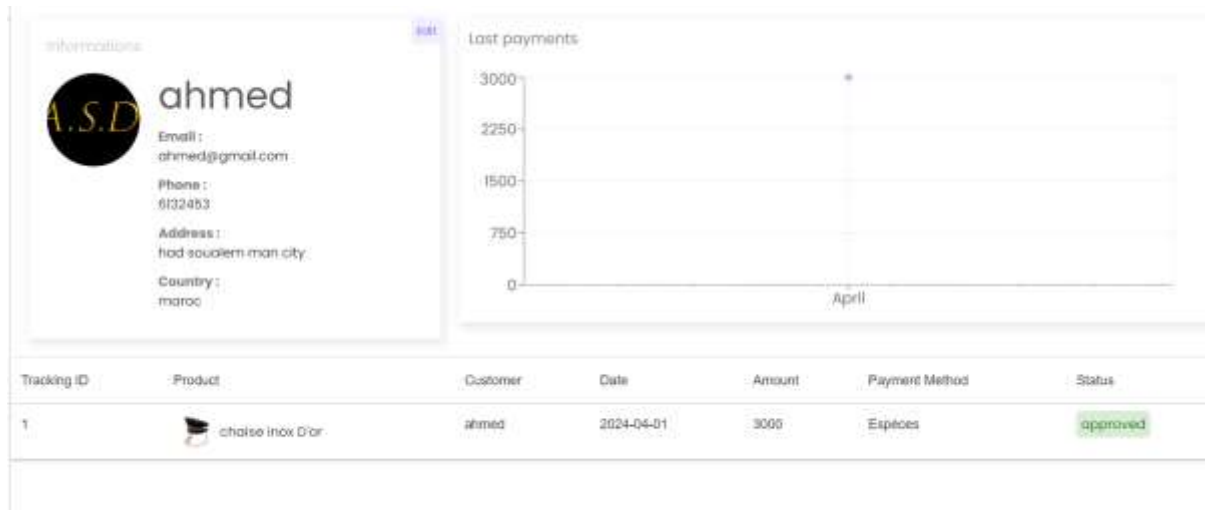 Informations
Edit
A.S.D
ahmed
Email :
ahmed@gmail.com
Phone :
6132453
Address :
had soualem man city
Country :
maroc
Last payments
3000
2250
1500
750
0
April
Tracking ID Product Customer Date Amount Payment Method Status
1 chaise inox D'or ahmed 2024-04-01 3000 Espèces approved